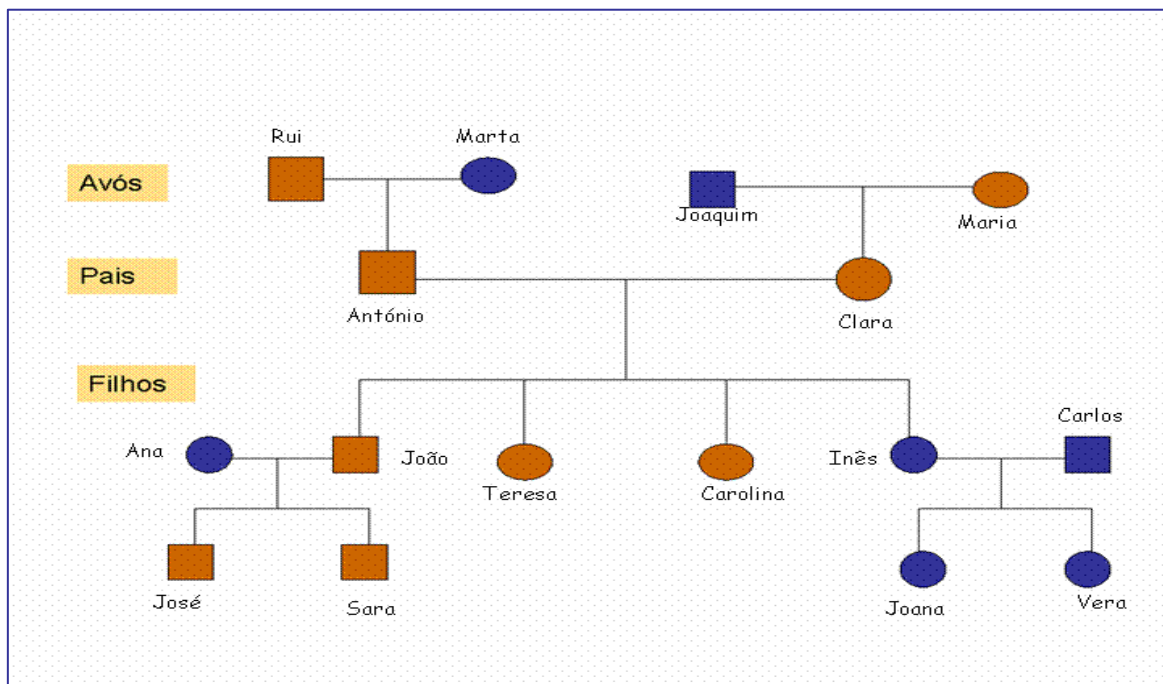 Rui
Marta
Avós
Joaquim
Maria
Pais
António
Clara
Filhos
Ana
João
Teresa
Carolina
Inês
Carlos
José
Sara
Joana
Vera